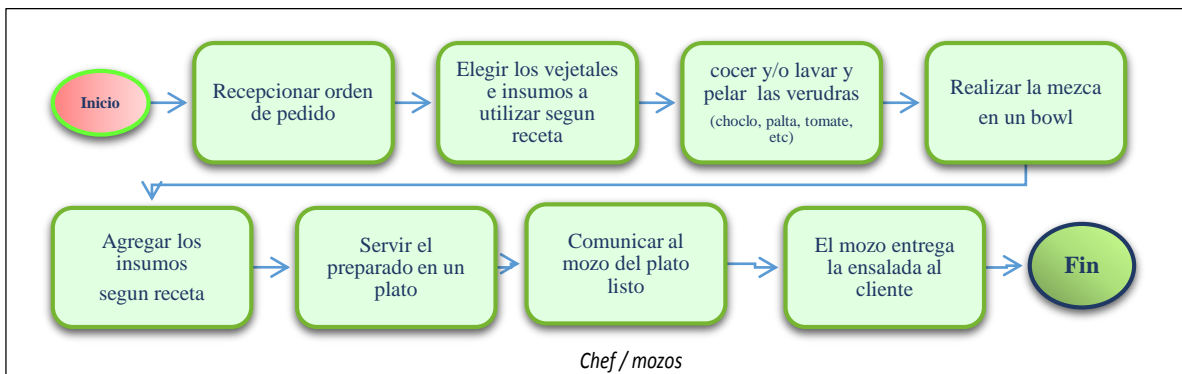 Inicio
Recepcionar orden
de pedido
Elegir los vejetales
e insumos a
utilizar segun
receta
cocer y/o lavar y
pelar las verudras
(choclo, palta, tomate,
etc)
Realizar la mezca
en un bowl
Agregar los
insumos
segun receta
Servir el
preparado en un
plato
Comunicar al
mozo del plato
listo
El mozo entrega
la ensalada al
cliente
Fin
Chef / mozos